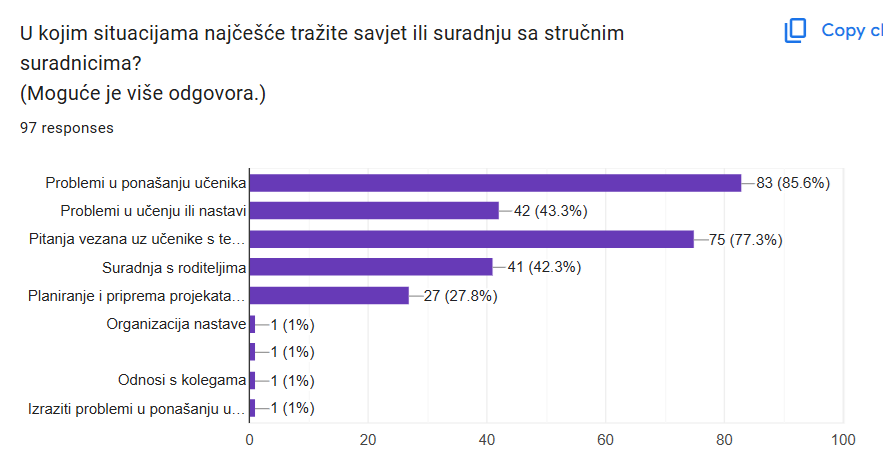 U kojim situacijama najčešće tražite savjet ili suradnju sa stručnim
suradnicima?
(Moguće je više odgovora.)
97 responses
Copy cl
Problemi u ponašanju učenika
83 (85.6%)
Problemi u učenju ili nastavi
42 (43.3%)
Pitanja vezana uz učenike s te…
75 (77.3%)
Suradnja s roditeljima
41 (42.3%)
Planiranje i priprema projekata…
27 (27.8%)
Organizacija nastave
1 (1%)
1 (1%)
Odnosi s kolegama
1 (1%)
Izraziti problemi u ponašanju u…
1 (1%)
0 20 40 60 80 100